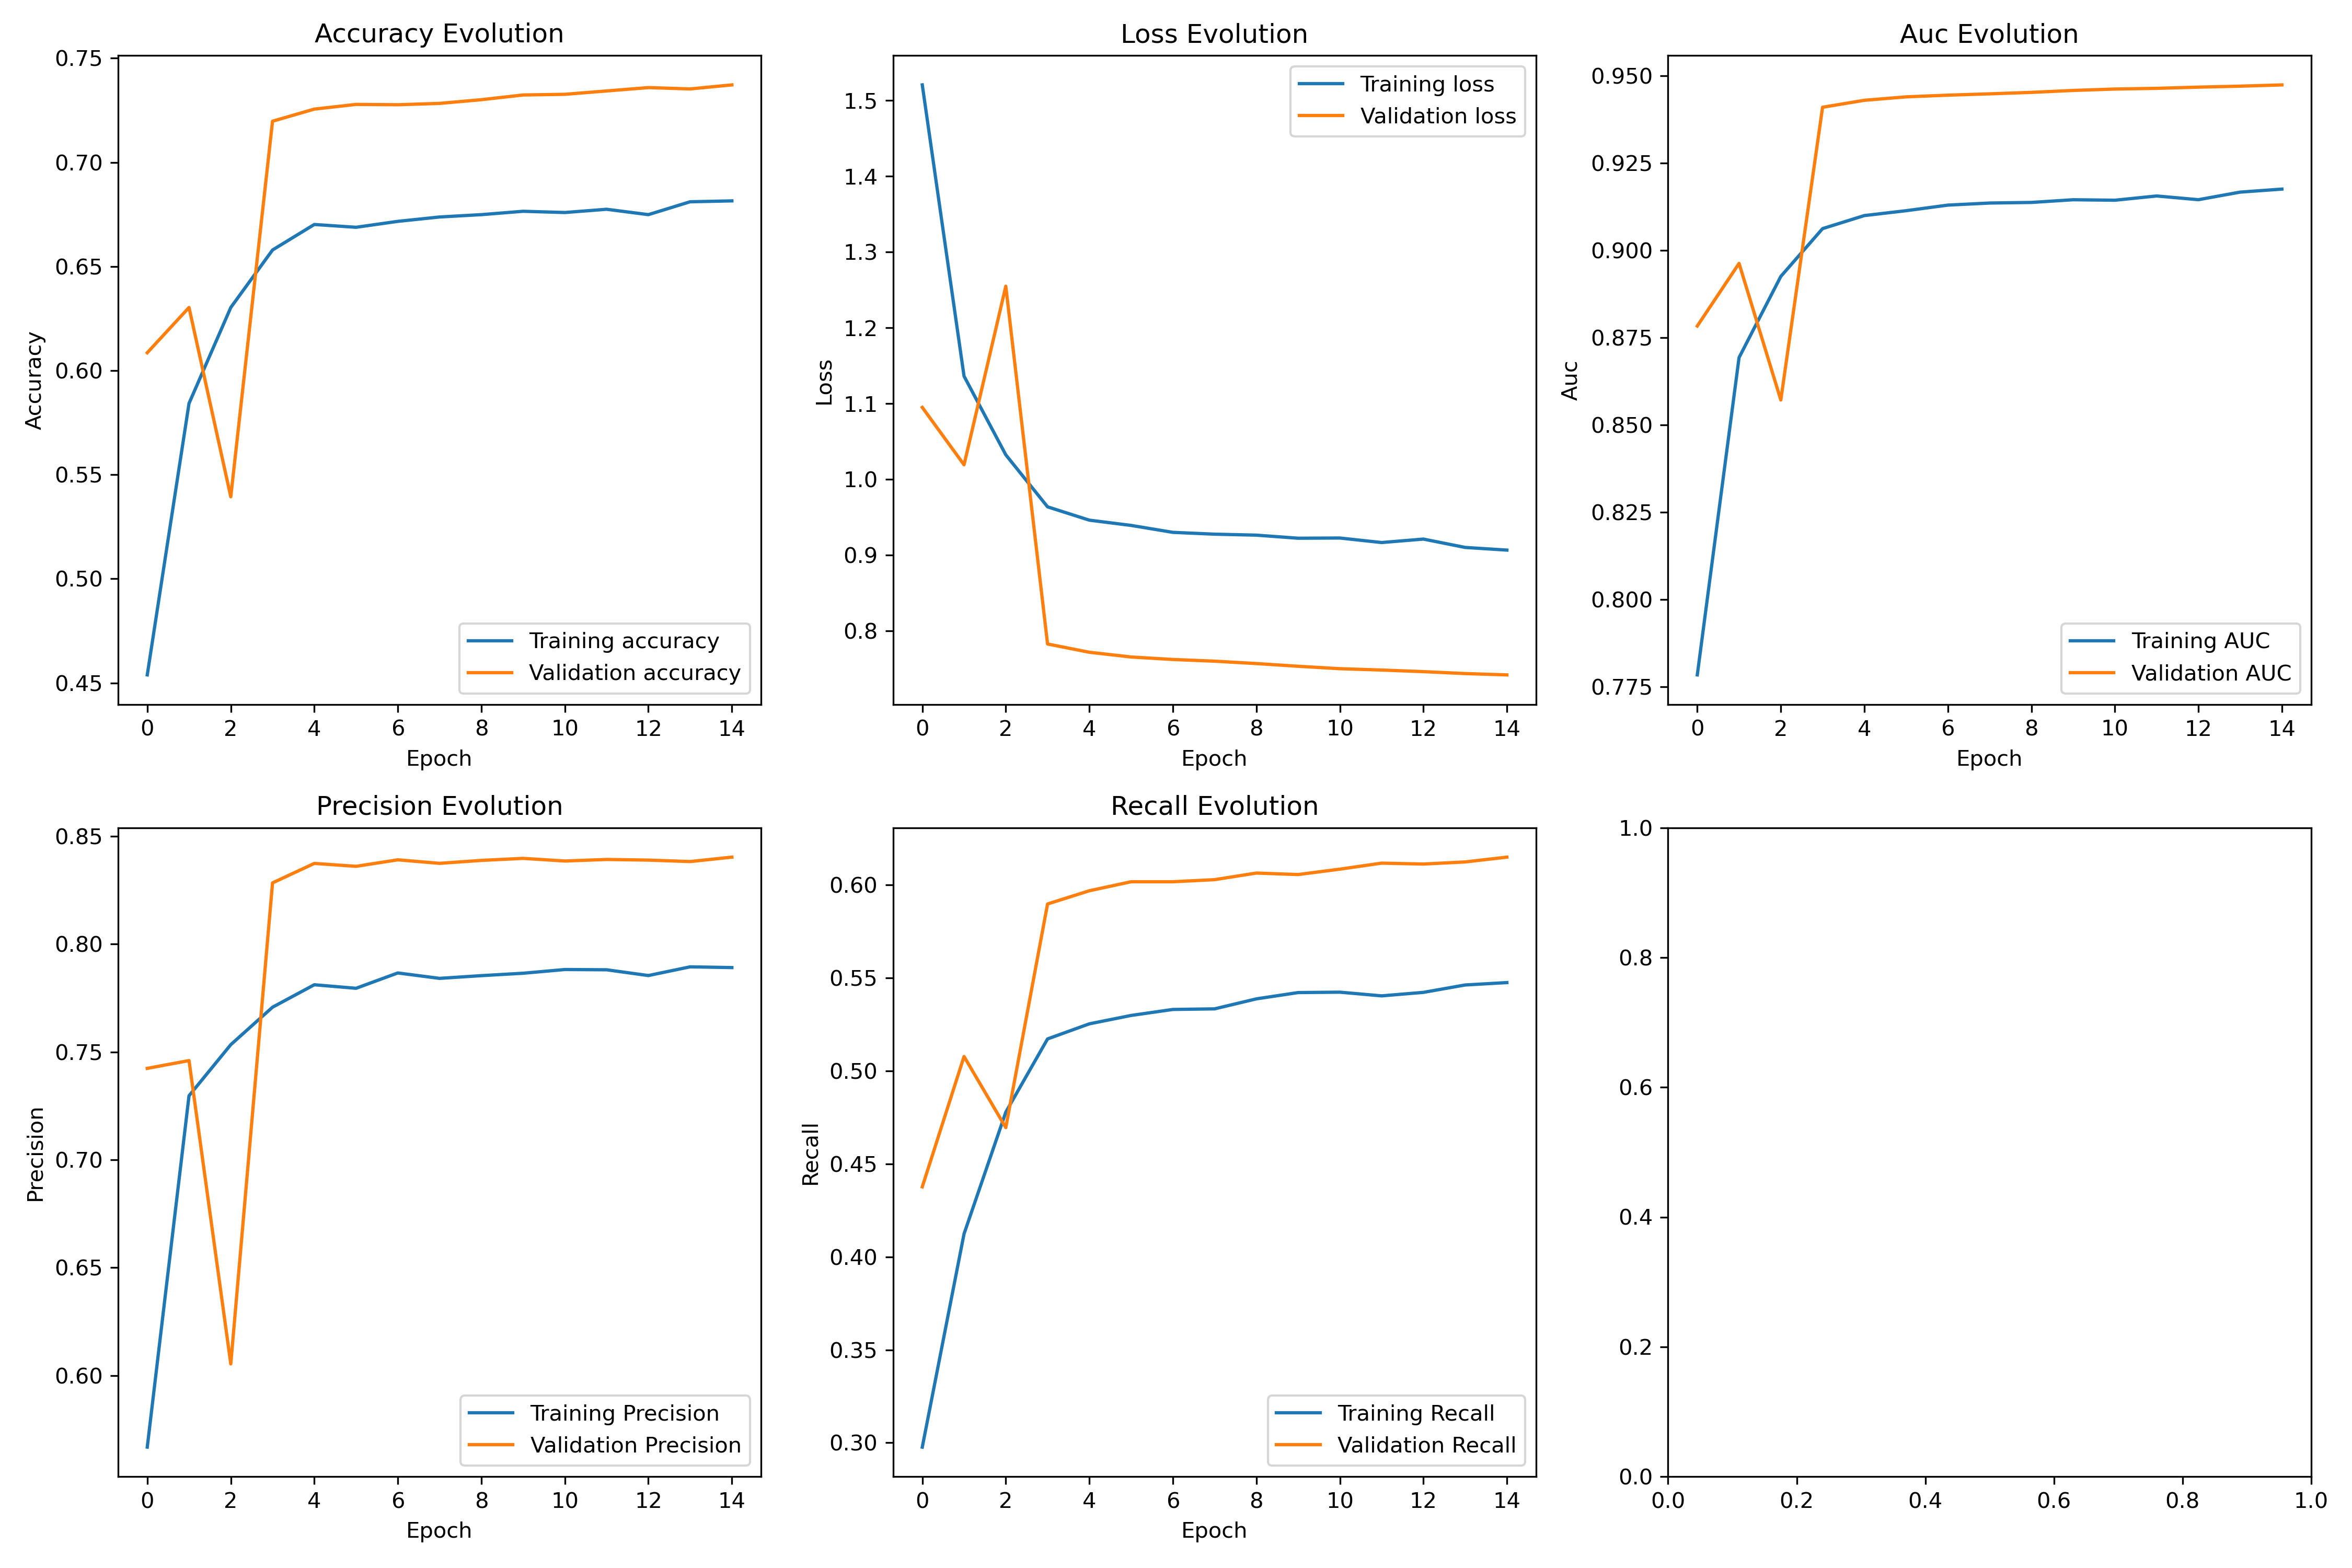 Accuracy Evolution
0.75
0.70
0.65
0.60
0.55
0.50
0.45
Accuracy
Training accuracy
Validation accuracy
0 2 4 6 8 10 12 14
Epoch
Loss Evolution
1.5
1.4
1.3
1.2
1.1
1.0
0.9
0.8
Loss
Training loss
Validation loss
0 2 4 6 8 10 12 14
Epoch
Auc Evolution
0.950
0.925
0.900
0.875
0.850
0.825
0.800
0.775
Auc
Training AUC
Validation AUC
0 2 4 6 8 10 12 14
Epoch
Precision Evolution
0.85
0.80
0.75
0.70
0.65
0.60
Precision
Training Precision
Validation Precision
0 2 4 6 8 10 12 14
Epoch
Recall Evolution
0.60
0.55
0.50
0.45
0.40
0.35
0.30
Recall
Training Recall
Validation Recall
0 2 4 6 8 10 12 14
Epoch
1.0
0.8
0.6
0.4
0.2
0.0
0.0 0.2 0.4 0.6 0.8 1.0